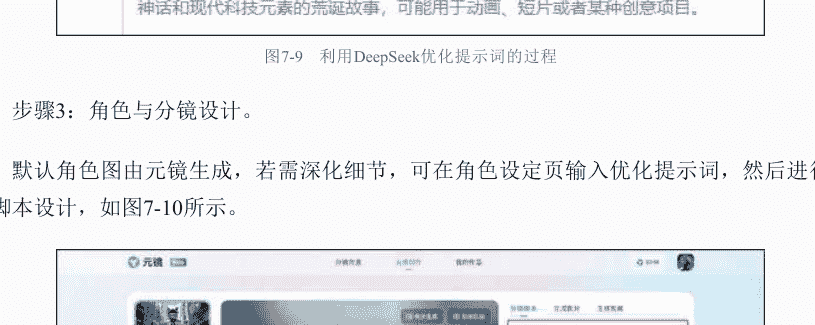 神话和现代科技元素的荒诞故事，可能用于动画、短片或者某种创意项目。
图7-9 利用DeepSeek优化提示词的过程
步骤3：角色与分镜设计。
默认角色图由元镜生成，若需深化细节，可在角色设定页输入优化提示词，然后进行
脚本设计，如图7-10所示。
元镜
我的作品